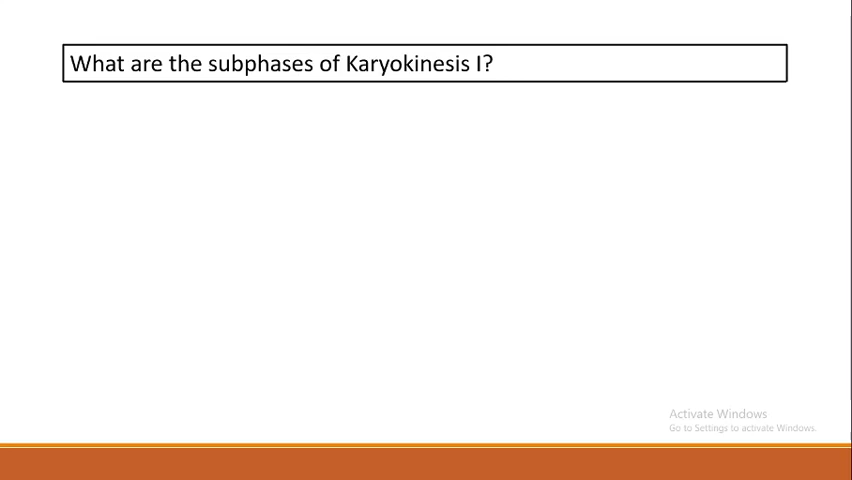 What are the subphases of Karyokinesis I?
Activate Windows
Go to Settings to activate Windows.